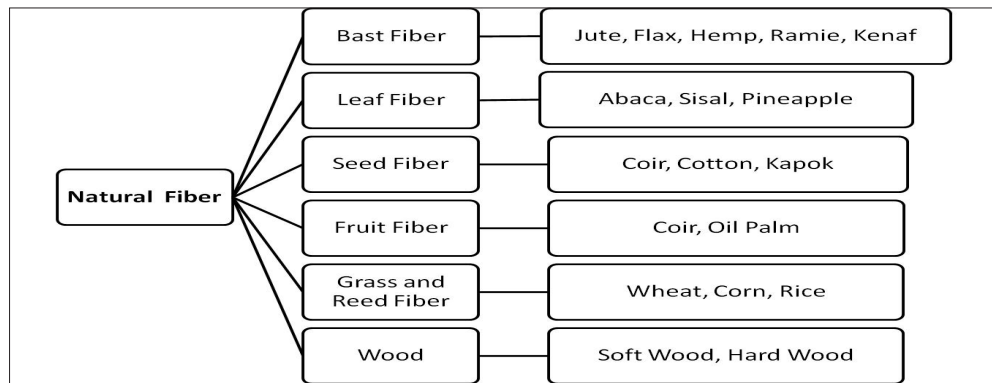 Bast Fiber
Jute, Flax, Hemp, Ramie, Kenaf
Leaf Fiber
Abaca, Sisal, Pineapple
Seed Fiber
Coir, Cotton, Kapok
Natural Fiber
Fruit Fiber
Coir, Oil Palm
Grass and
Reed Fiber
Wheat, Corn, Rice
Wood
Soft Wood, Hard Wood